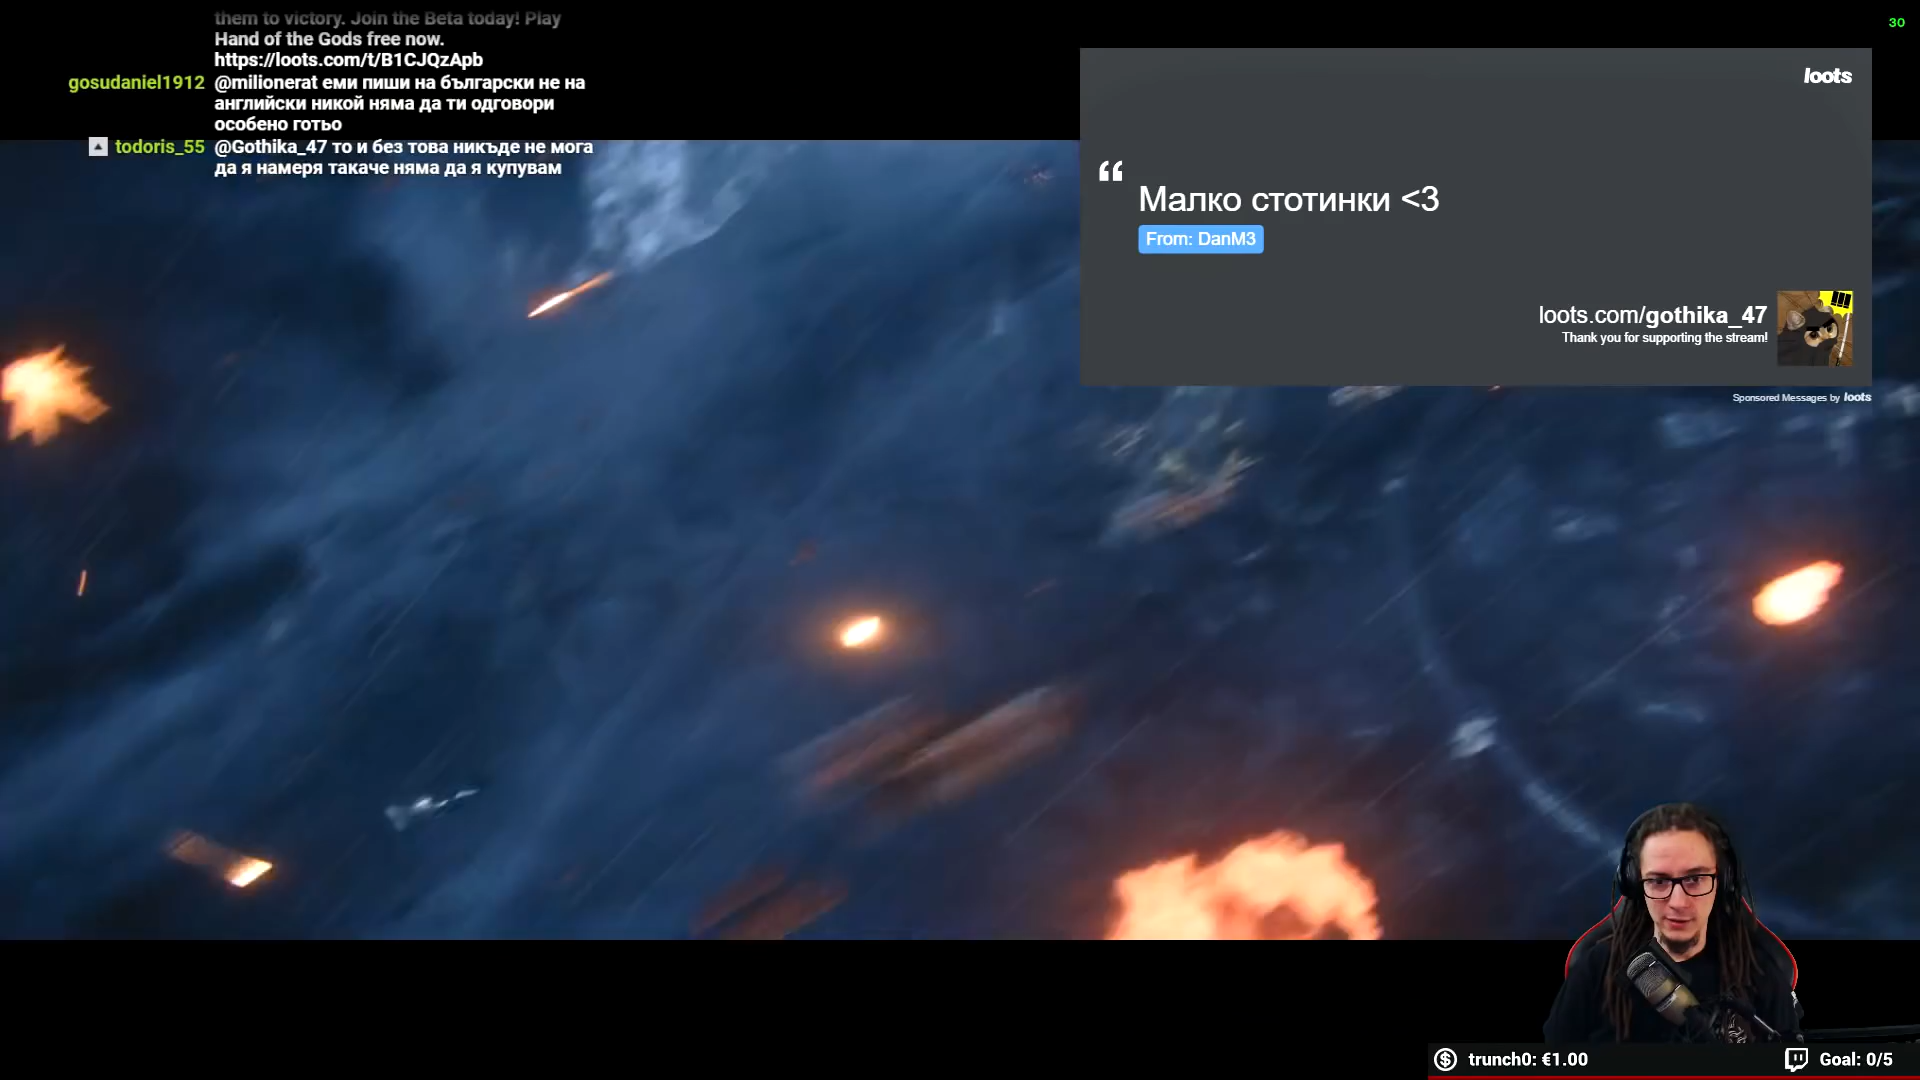 them to victory. Join the Beta today! Play
Hand of the Gods free now.
https://loots.com/t/B1CJQzApb
gosudaniel1912 @milionerat еми пиши на български не на
английски никой няма да ти одговори
особено готьо
todoris_55 @Gothika_47 то и без това никъде не мога
да я намеря такаче няма да я купувам
30
loots
“ Малко стотинки <3
From: DanM3
loots.com/gothika_47
Thank you for supporting the stream!
Sponsored Messages by loots
trunch0: €1.00
Goal: 0/5